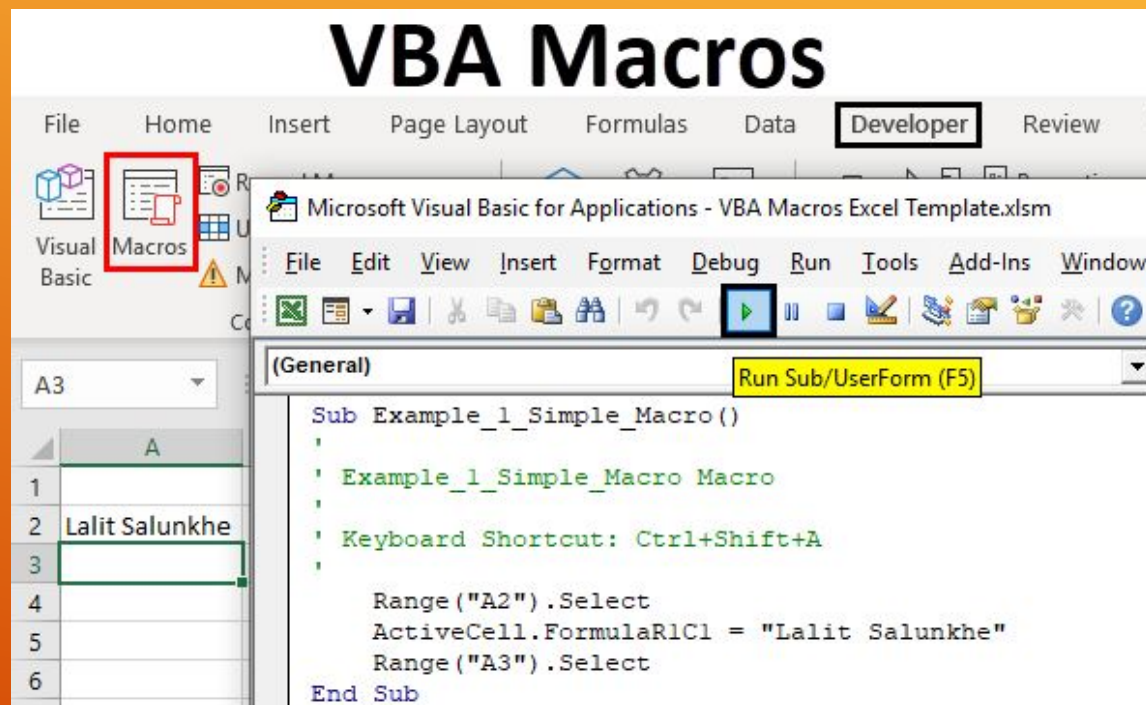 VBA Macros
File Home Insert Page Layout Formulas Data Developer Review
Visual Basic
Macros
Microsoft Visual Basic for Applications - VBA Macros Excel Template.xlsm
File Edit View Insert Format Debug Run Tools Add-Ins Window
(General)
Run Sub/UserForm (F5)
A3
A
1
2 Lalit Salunkhe
3
4
5
6
Sub Example_1_Simple_Macro()
'
' Example_1_Simple_Macro Macro
'
' Keyboard Shortcut: Ctrl+Shift+A
'
Range("A2").Select
ActiveCell.FormulaR1C1 = "Lalit Salunkhe"
Range("A3").Select
End Sub